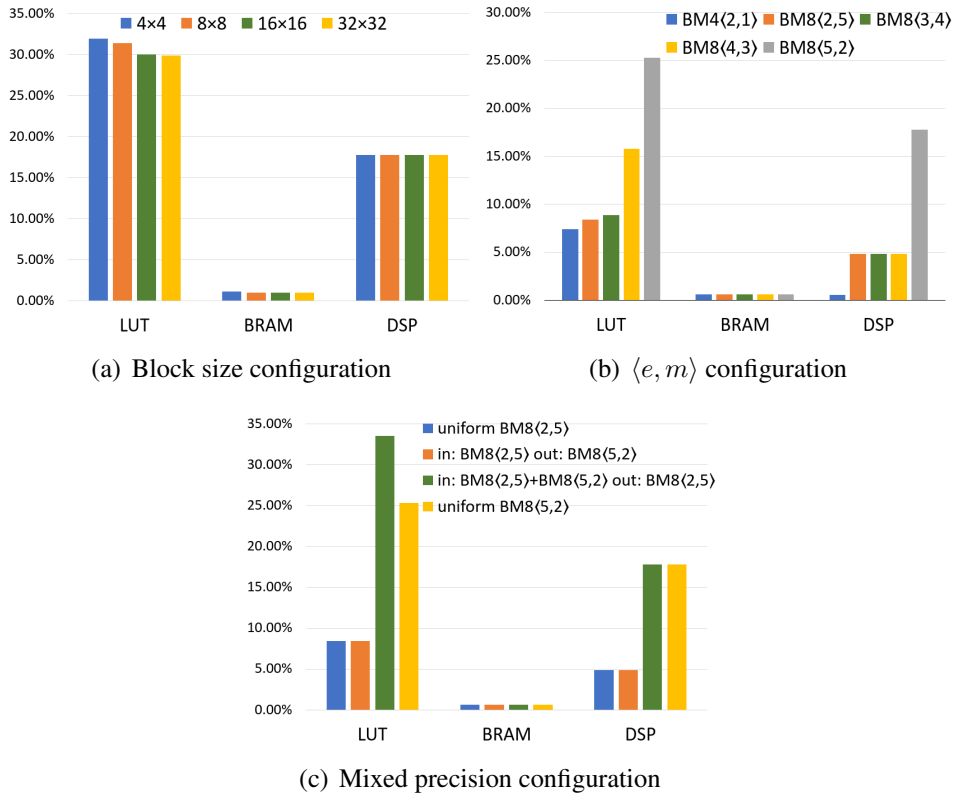 4×4 8×8 16×16 32×32
35.00%
30.00%
25.00%
20.00%
15.00%
10.00%
5.00%
0.00%
LUT BRAM DSP
(a) Block size configuration
BM4⟨2,1⟩ BM8⟨2,5⟩ BM8⟨3,4⟩
BM8⟨4,3⟩ BM8⟨5,2⟩
30.00%
25.00%
20.00%
15.00%
10.00%
5.00%
0.00%
LUT BRAM DSP
(b) ⟨e, m⟩ configuration
uniform BM8⟨2,5⟩
in: BM8⟨2,5⟩ out: BM8⟨5,2⟩
in: BM8⟨2,5⟩+BM8⟨5,2⟩ out: BM8⟨2,5⟩
uniform BM8⟨5,2⟩
35.00%
30.00%
25.00%
20.00%
15.00%
10.00%
5.00%
0.00%
LUT BRAM DSP
(c) Mixed precision configuration